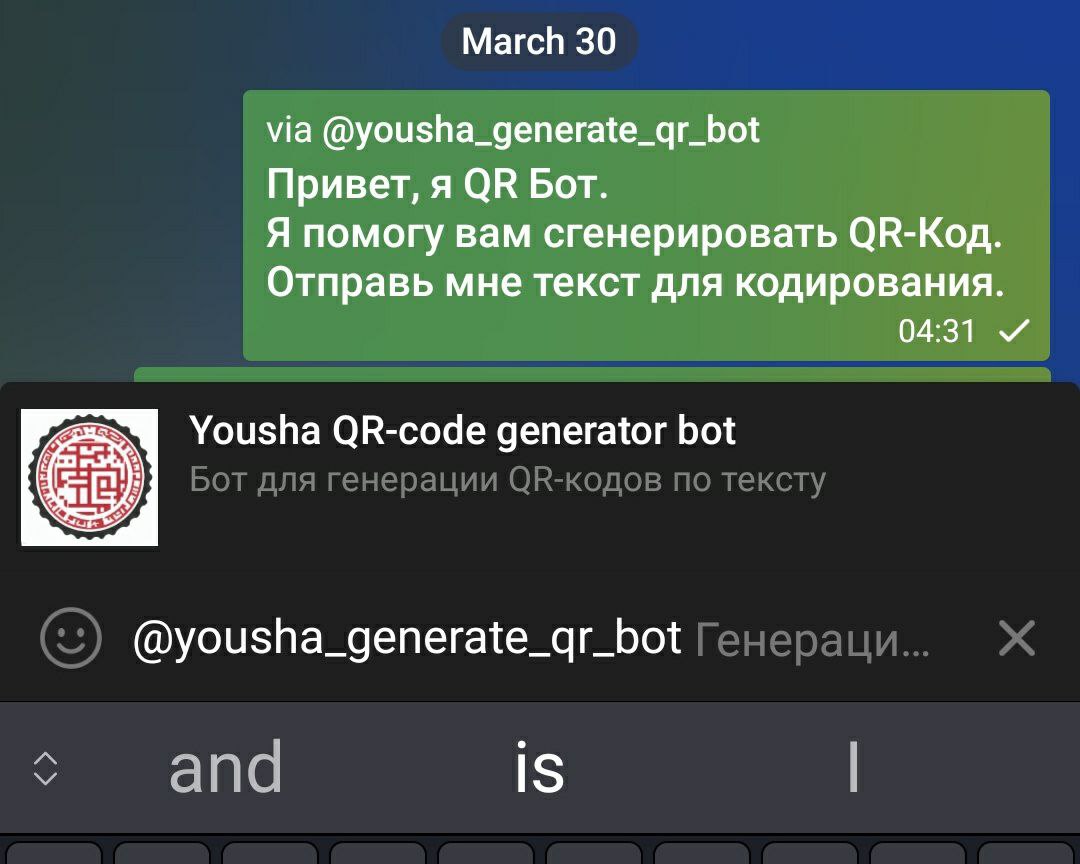 March 30
via @yousha_generate_qr_bot
Привет, я QR Бот.
Я помогу вам сгенерировать QR-Код.
Отправь мне текст для кодирования.
04:31
Yousha QR-code generator bot
Бот для генерации QR-кодов по тексту
@yousha_generate_qr_bot Генераци...
and is I